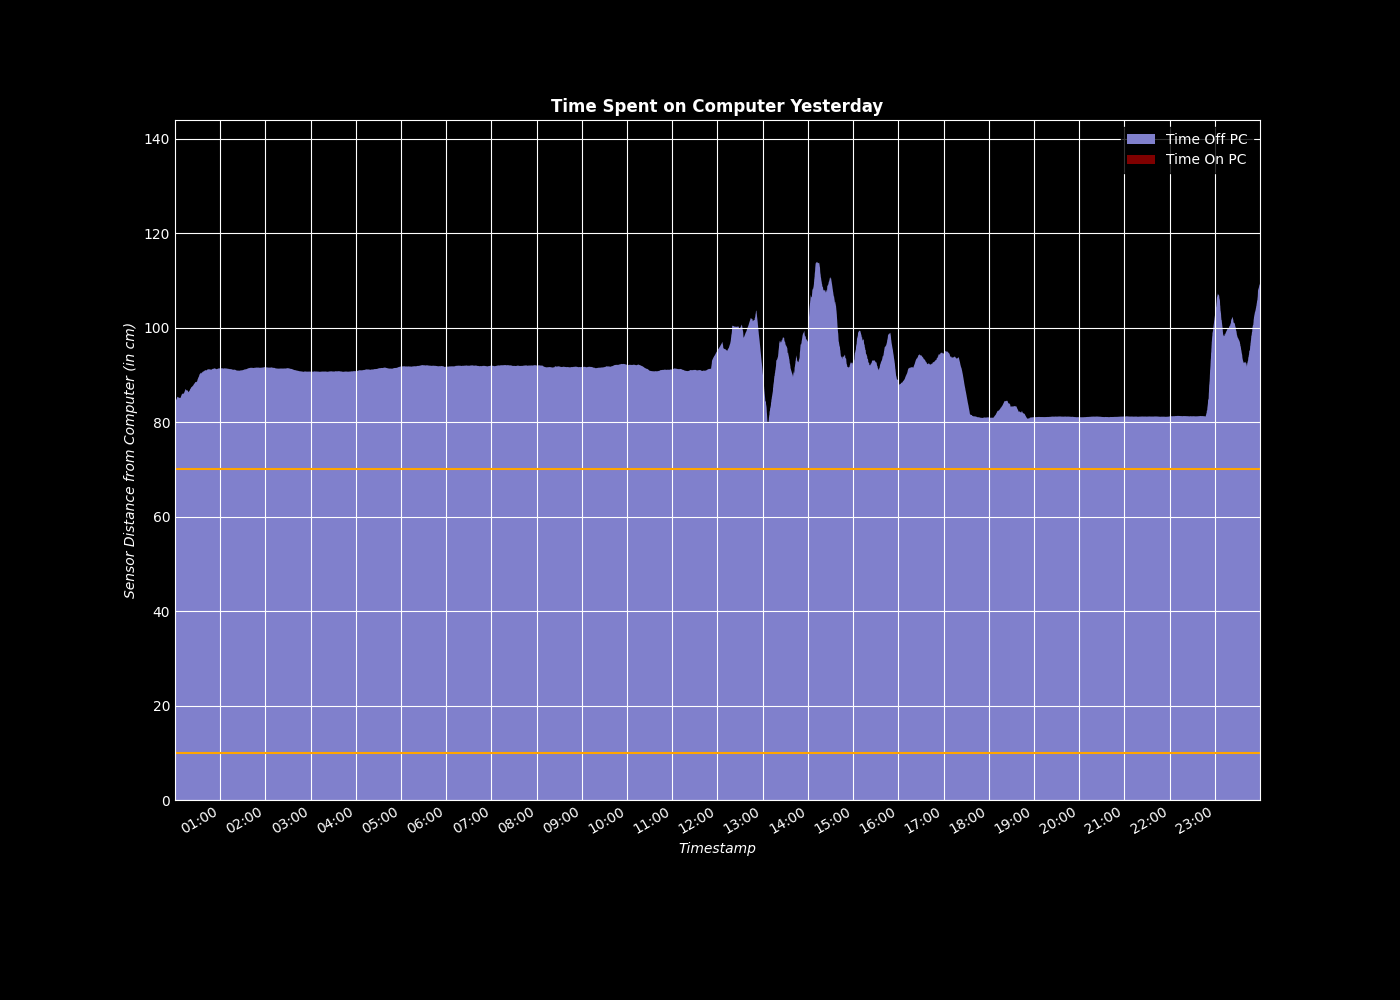 Time Spent on Computer Yesterday
Time Off PC
Time On PC
140
120
100
80
60
40
20
0
Sensor Distance from Computer (in cm)
01:00 02:00 03:00 04:00 05:00 06:00 07:00 08:00 09:00 10:00 11:00 12:00 13:00 14:00 15:00 16:00 17:00 18:00 19:00 20:00 21:00 22:00 23:00
Timestamp